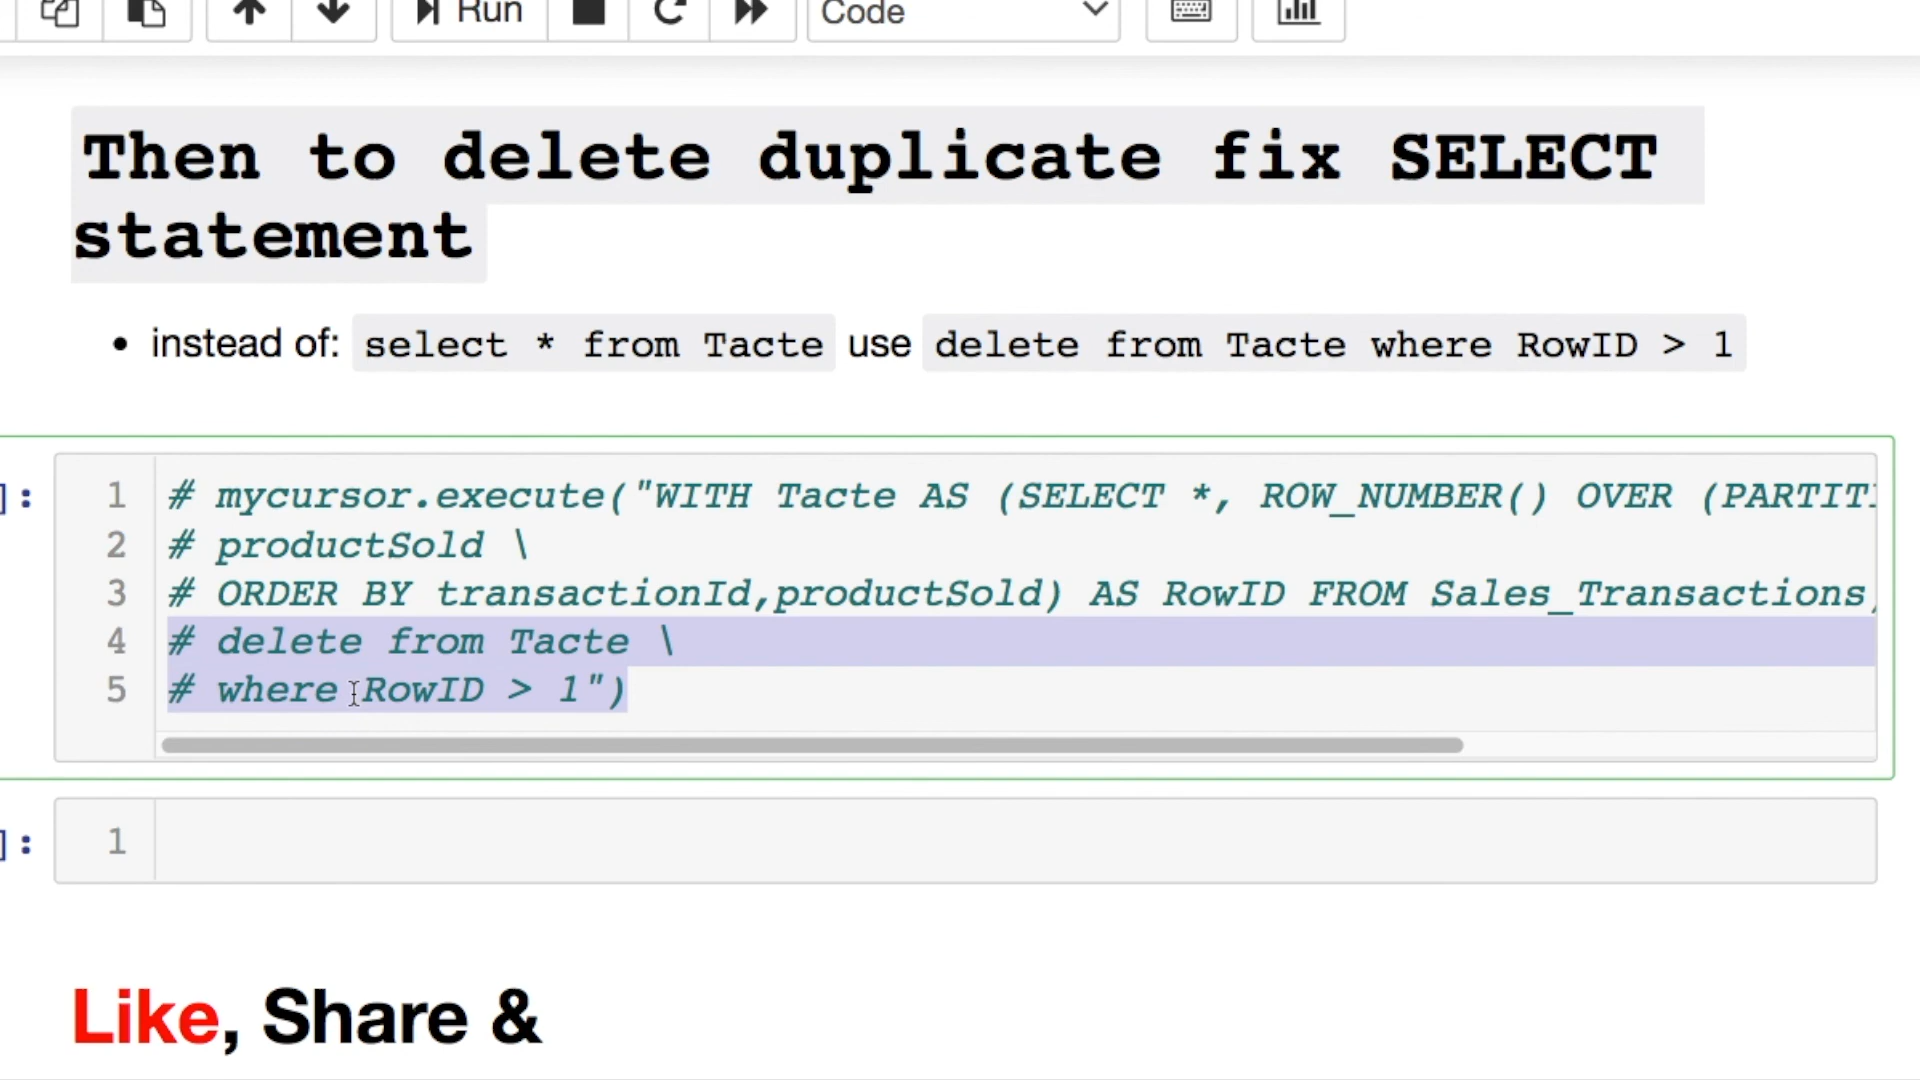 Run Code
Then to delete duplicate fix SELECT
statement
• instead of: select * from Tacte use delete from Tacte where RowID > 1
]: 1 # mycursor.execute("WITH Tacte AS (SELECT *, ROW_NUMBER() OVER (PARTITI
2 # productSold \
3 # ORDER BY transactionId,productSold) AS RowID FROM Sales_Transactions)
4 # delete from Tacte \
5 # where RowID > 1")
]: 1
Like, Share &